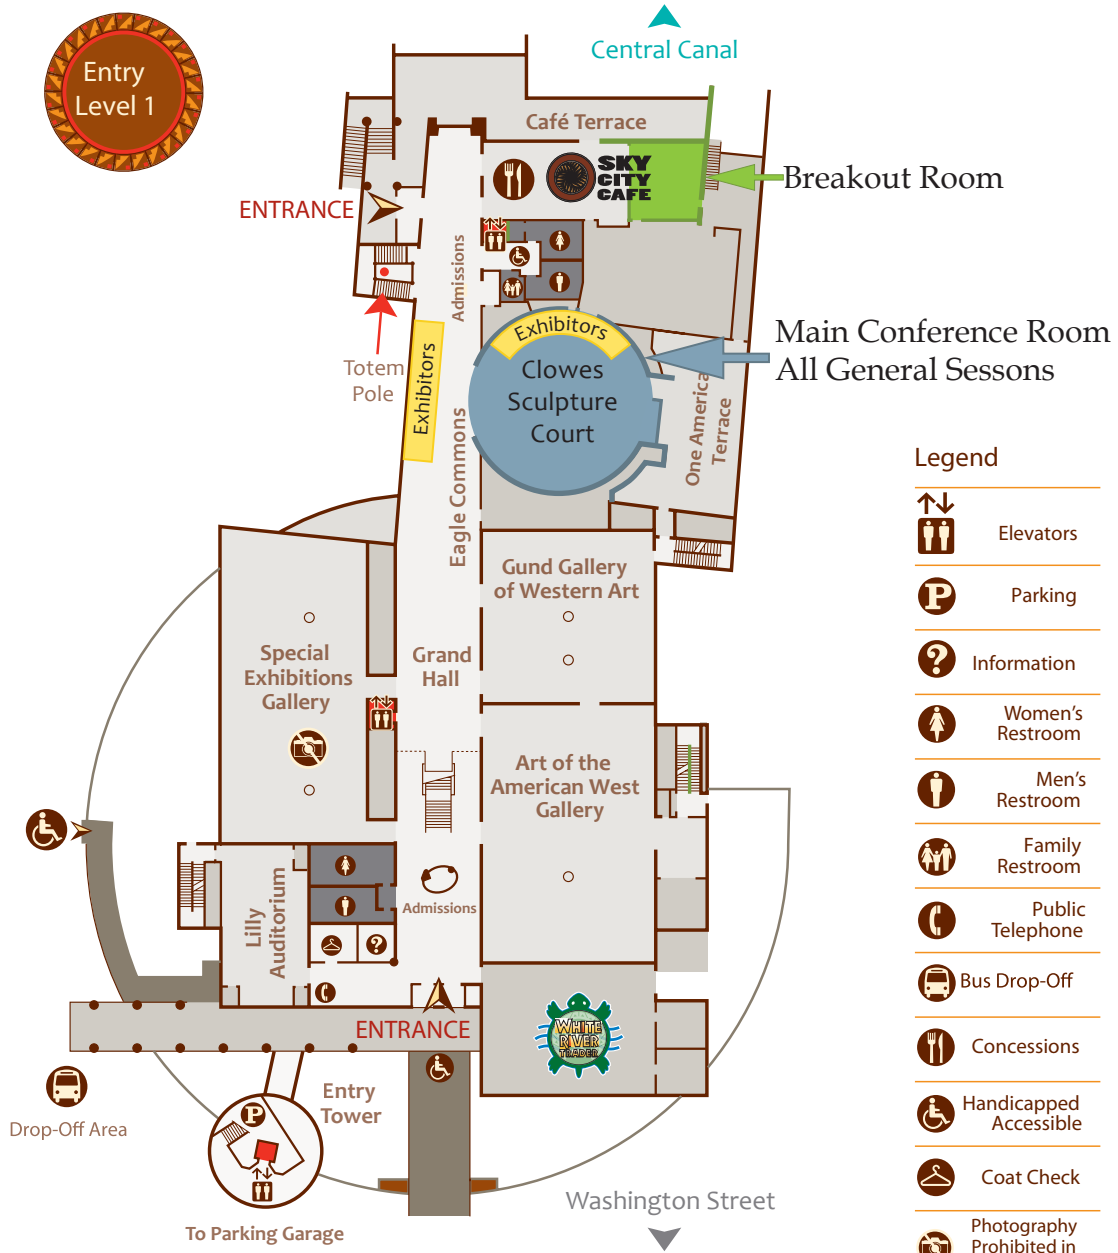 Entry
Level 1
Central Canal
Café Terrace
SKY
CITY
CAFE
Breakout Room
ENTRANCE
Admissions
Totem
Pole
Exhibitors
Exhibitors
Clowes
Sculpture
Court
Main Conference Room
All General Sessons
One America
Terrace
Eagle Commons
Gund Gallery
of Western Art
Special
Exhibitions
Gallery
Grand
Hall
Art of the
American West
Gallery
Admissions
Lilly
Auditorium
ENTRANCE
WHITE
RIVER
TRADER
Entry
Tower
P
Drop-Off Area
To Parking Garage
Washington Street
Legend
Elevators
P
Parking
?
Information
Women's
Restroom
Men's
Restroom
Family
Restroom
Public
Telephone
Bus Drop-Off
Concessions
Handicapped
Accessible
Coat Check
Photography
Prohibited in
?